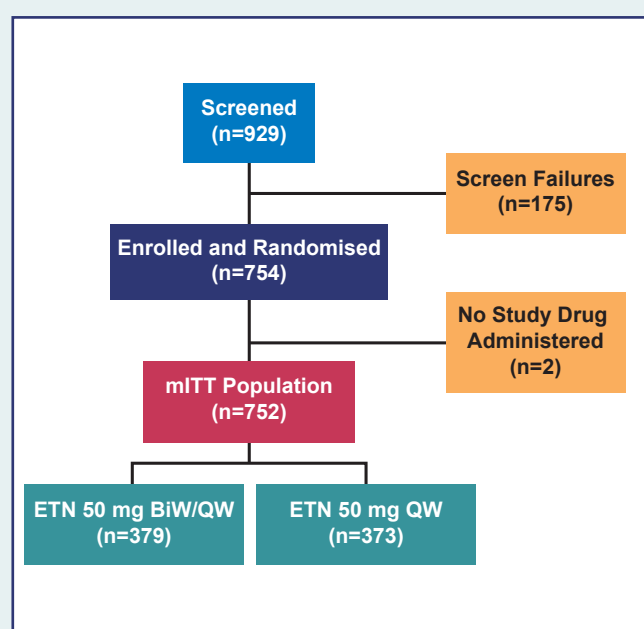 Screened
(n=929)
Screen Failures
(n=175)
Enrolled and Randomised
(n=754)
No Study Drug
Administered
(n=2)
mITT Population
(n=752)
ETN 50 mg BiW/QW
(n=379)
ETN 50 mg QW
(n=373)